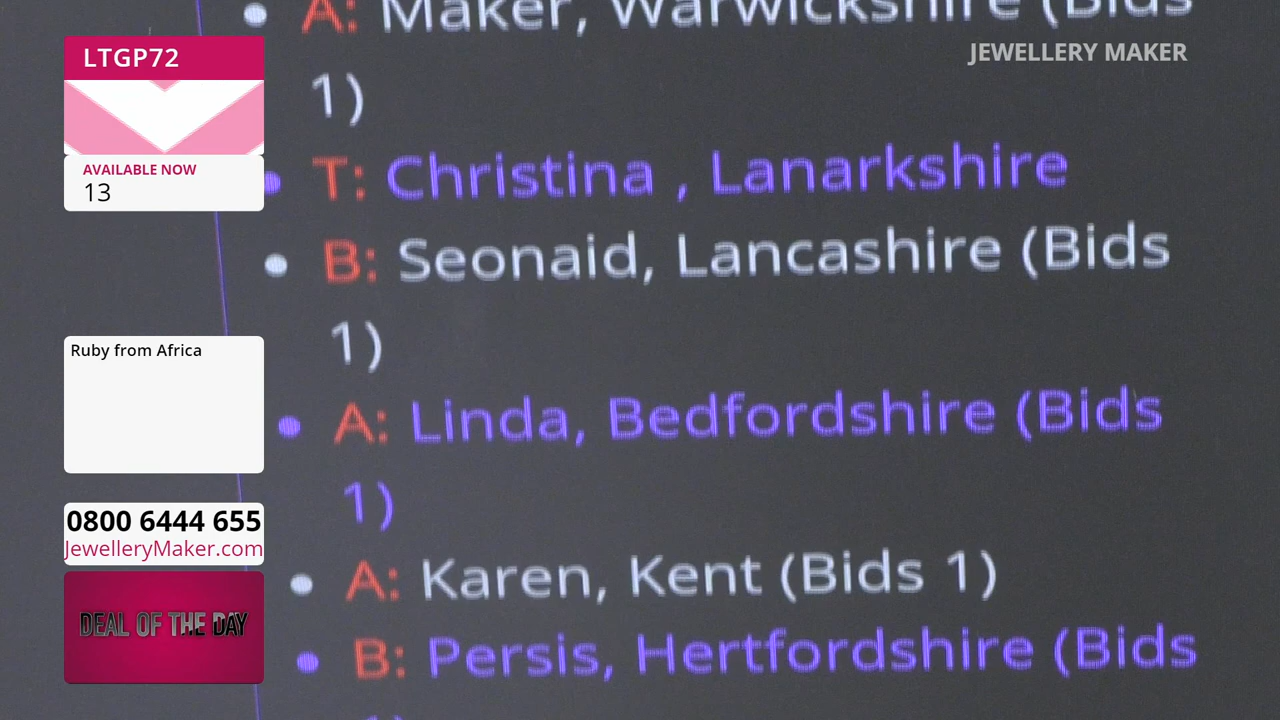 LTGP72
AVAILABLE NOW
13
Ruby from Africa
0800 6444 655
JewelleryMaker.com
DEAL OF THE DAY
JEWELLERY MAKER
A: Maker, Warwickshire (Bids
1)
T: Christina , Lanarkshire
B: Seonaid, Lancashire (Bids
1)
A: Linda, Bedfordshire (Bids
1)
A: Karen, Kent (Bids 1)
B: Persis, Hertfordshire (Bids